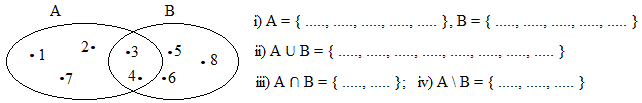 A B
1 2 3 5 8
7 4 6
i) A = { ....., ....., ....., ....., ..... }, B = { ....., ....., ....., ....., ..... }
ii) A ∪ B = { ....., ....., ....., ....., ....., ....., ....., ..... }
iii) A ∩ B = { ....., ..... }; iv) A \ B = { ....., ....., ..... }